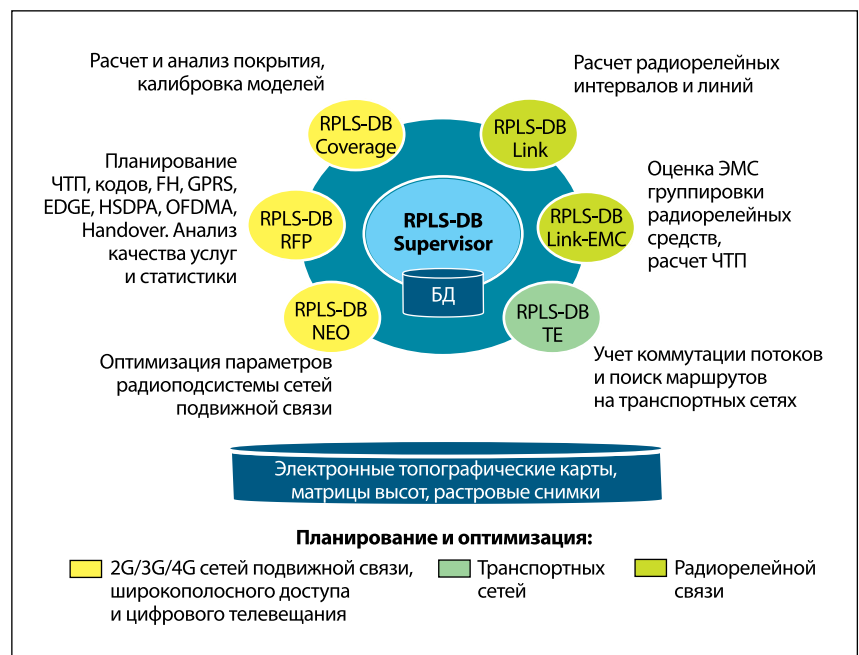 Расчет и анализ покрытия,
калибровка моделей
Расчет радиорелейных
интервалов и линий
RPLS-DB
Coverage
RPLS-DB
Link
Планирование
ЧТП, кодов, FH, GPRS,
EDGE, HSDPA, OFDMA,
Handover. Анализ
качества услуг
и статистики
RPLS-DB
RFP
RPLS-DB
Supervisor
БД
RPLS-DB
Link-EMC
Оценка ЭМС
группировки
радиорелейных
средств,
расчет ЧТП
RPLS-DB
NEO
RPLS-DB
TE
Оптимизация параметров
радиоподсистемы сетей
подвижной связи
Учет коммутации потоков
и поиск маршрутов
на транспортных сетях
Электронные топографические карты,
матрицы высот, растровые снимки
Планирование и оптимизация:
2G/3G/4G сетей подвижной связи,
широкополосного доступа
и цифрового телевещания
Транспортных
сетей
Радиорелейной
связи